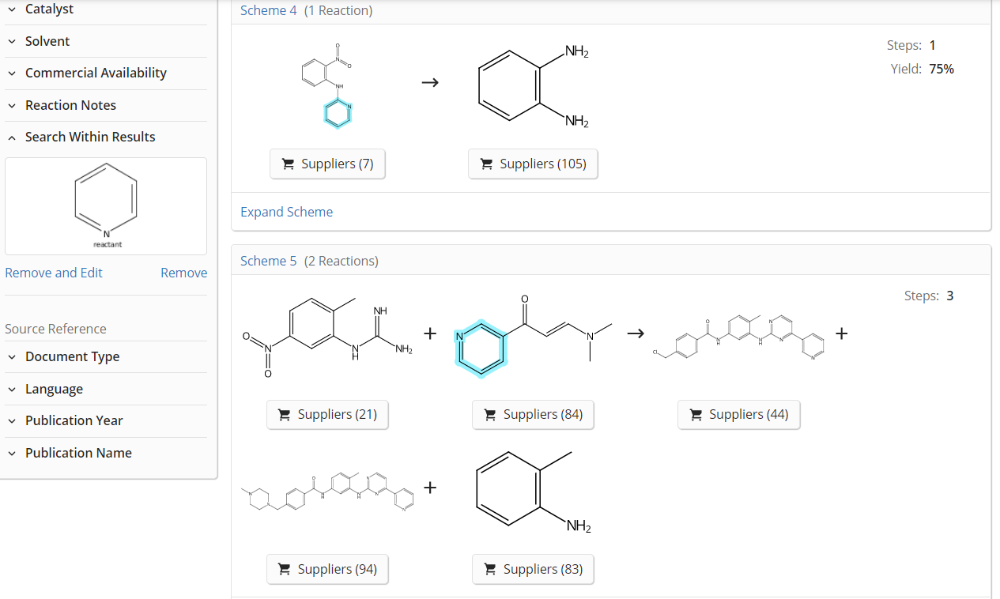 Catalyst
Solvent
Commercial Availability
Reaction Notes
Search Within Results
N
reactant
Remove and Edit
Remove
Source Reference
Document Type
Language
Publication Year
Publication Name
Scheme 4 (1 Reaction)
Steps: 1
Yield: 75%
O
N
O
NH
N
NH2
NH2
Suppliers (7)
Suppliers (105)
Expand Scheme
Scheme 5 (2 Reactions)
Steps: 3
O
N
O
N
H
NH
NH2
+
N
O
N
Cl
O
N
H
N
H
N
N
N
+
Suppliers (21)
Suppliers (84)
Suppliers (44)
N
N
O
N
H
N
H
N
N
N
+
NH2
Suppliers (94)
Suppliers (83)